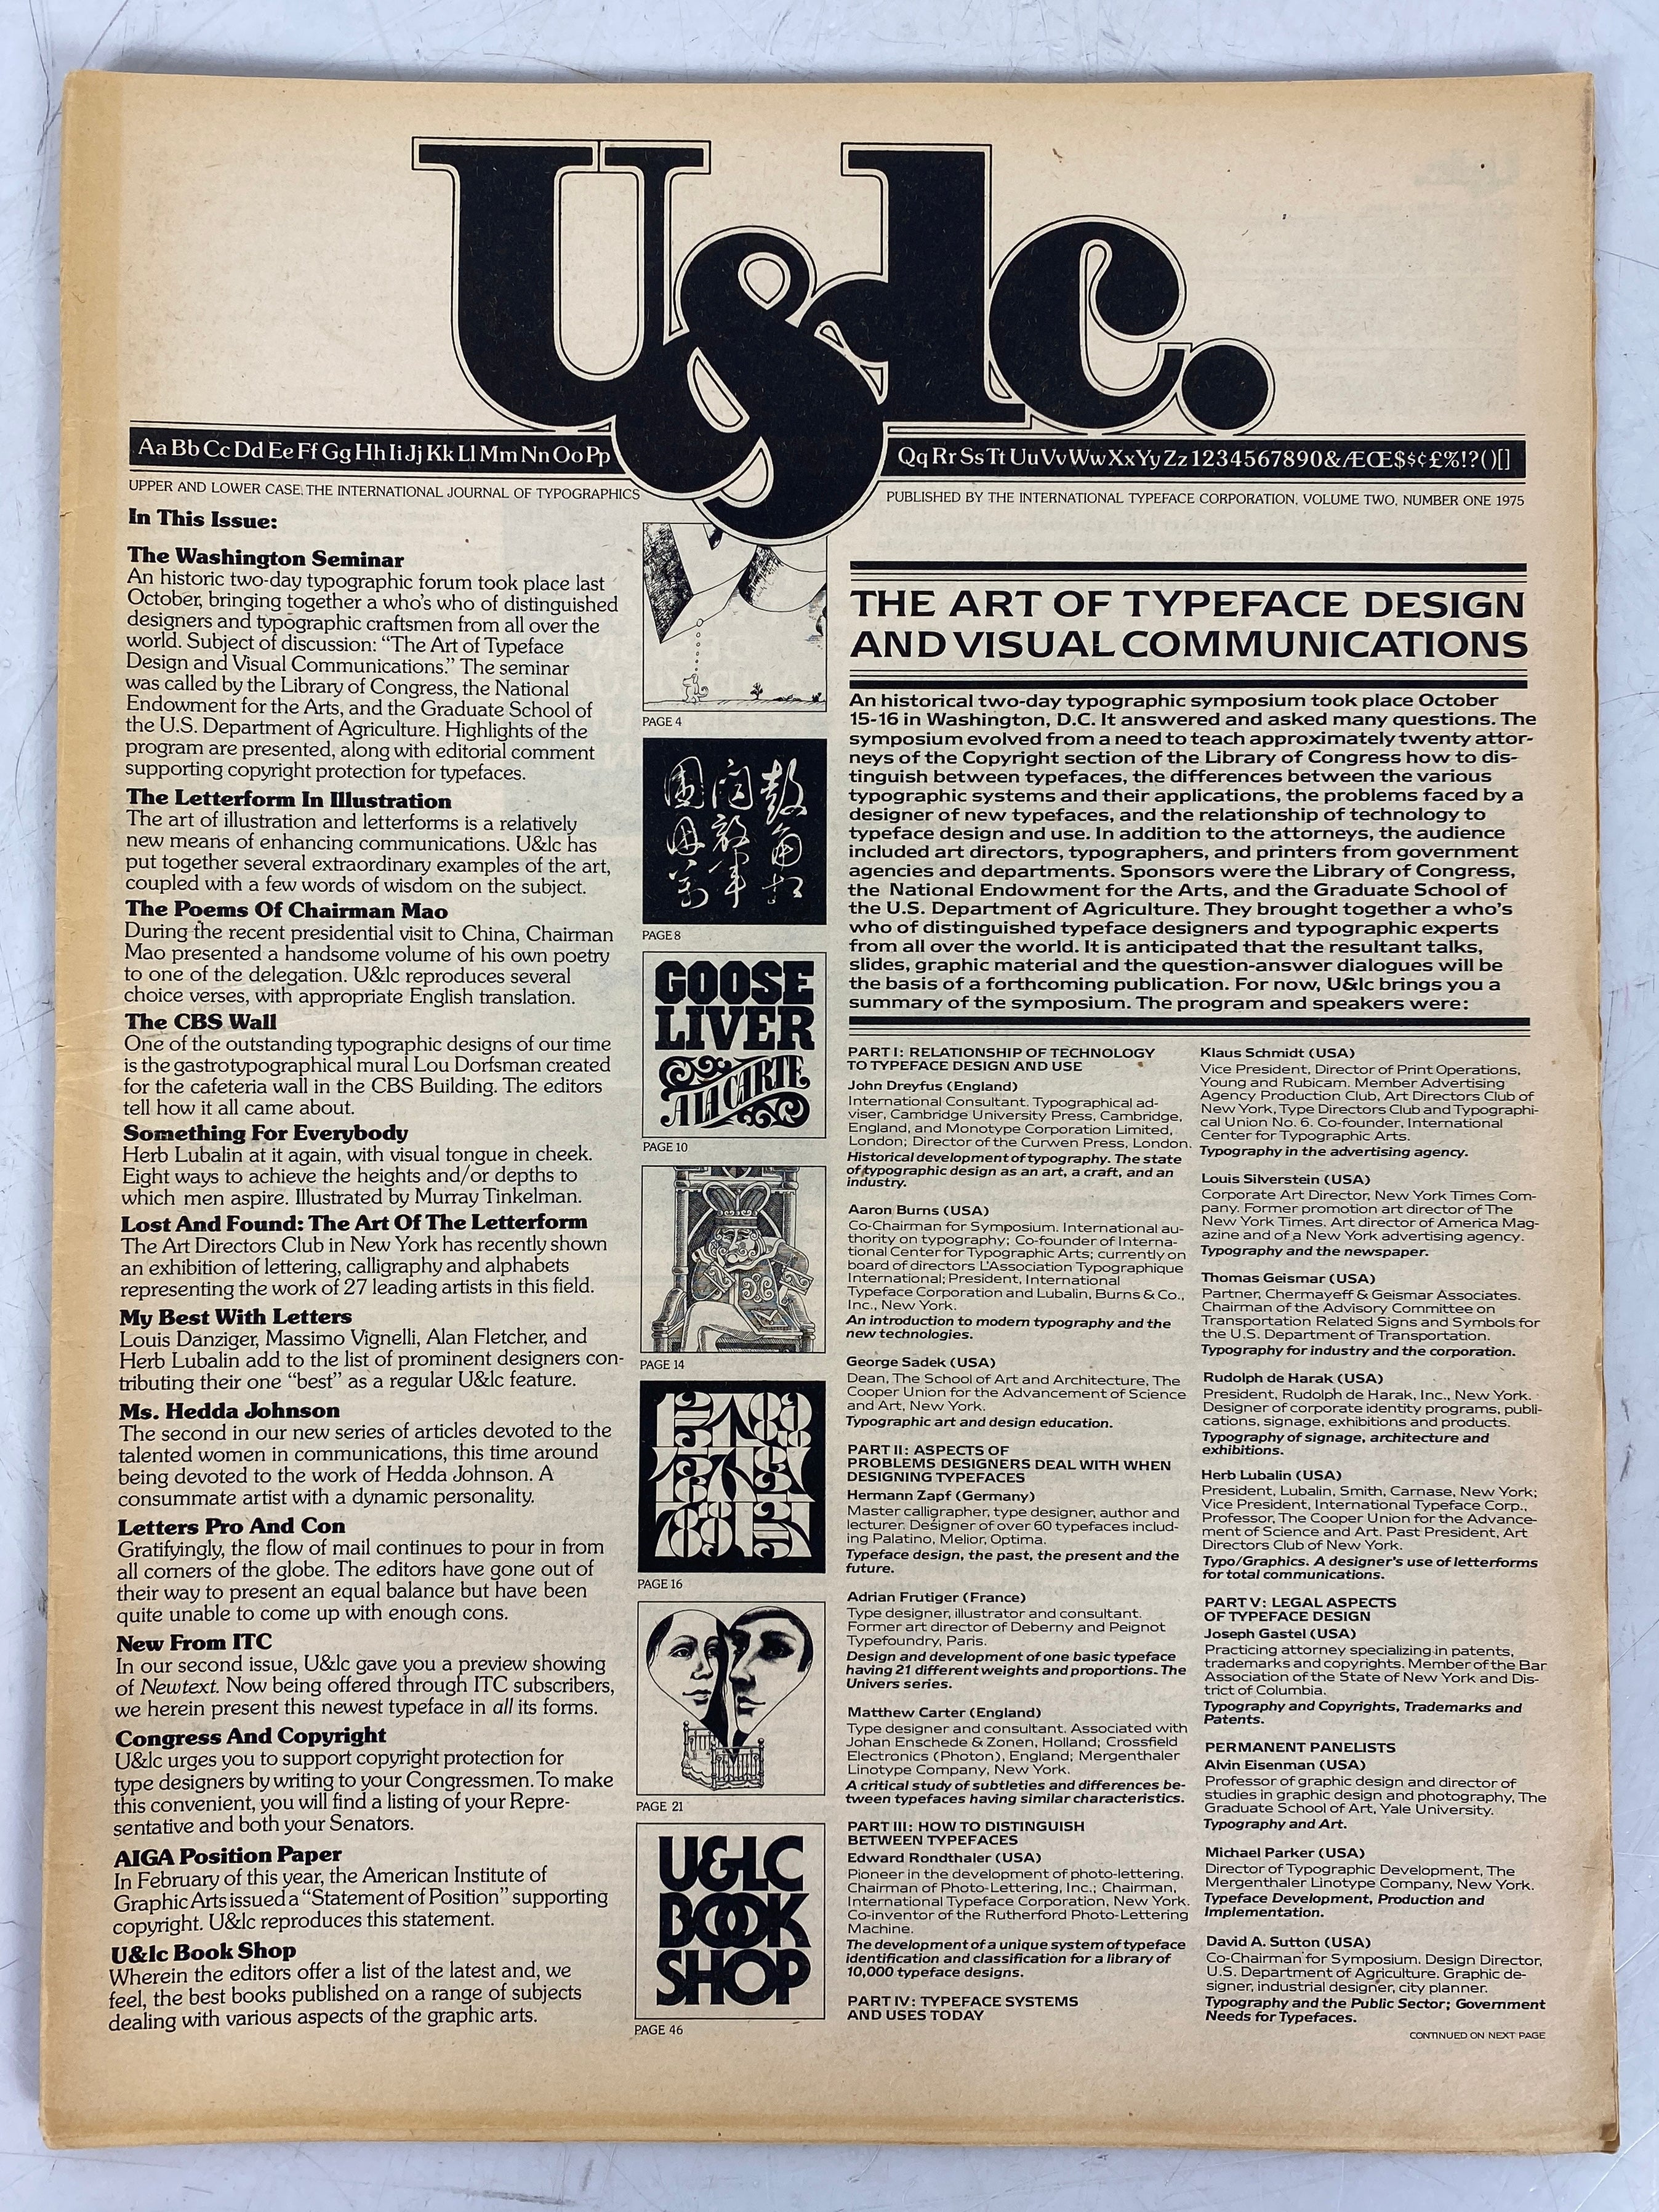 U&lc.
Aa Bb Cc Dd Ee Ff Gg Hh Ii Jj Kk Ll Mm Nn Oo Pp
Qq Rr Ss Tt Uu Vv Ww Xx Yy Zz 1234567890&ÆŒ$$¢£%!?()[]
UPPER AND LOWER CASE, THE INTERNATIONAL JOURNAL OF TYPOGRAPHICS
PUBLISHED BY THE INTERNATIONAL TYPEFACE CORPORATION, VOLUME TWO, NUMBER ONE 1975
In This Issue:
The Washington Seminar
An historic two-day typographic forum took place last
October, bringing together a who's who of distinguished
designers and typographic craftsmen from all over the
world. Subject of discussion: “The Art of Typeface
Design and Visual Communications.” The seminar
was called by the Library of Congress, the National
Endowment for the Arts, and the Graduate School of
the U.S. Department of Agriculture. Highlights of the
program are presented, along with editorial comment
supporting copyright protection for typefaces.
The Letterform In Illustration
The art of illustration and letterforms is a relatively
new means of enhancing communications. U&lc has
put together several extraordinary examples of the art,
coupled with a few words of wisdom on the subject.
The Poems Of Chairman Mao
During the recent presidential visit to China, Chairman
Mao presented a handsome volume of his own poetry
to one of the delegation. U&lc reproduces several
choice verses, with appropriate English translation.
The CBS Wall
One of the outstanding typographic designs of our time
is the gastrotypographical mural Lou Dorfsman created
for the cafeteria wall in the CBS Building. The editors
tell how it all came about.
Something For Everybody
Herb Lubalin at it again, with visual tongue in cheek.
Eight ways to achieve the heights and/or depths to
which men aspire. Illustrated by Murray Tinkelman.
Lost And Found: The Art Of The Letterform
The Art Directors Club in New York has recently shown
an exhibition of lettering, calligraphy and alphabets
representing the work of 27 leading artists in this field.
My Best With Letters
Louis Danziger, Massimo Vignelli, Alan Fletcher, and
Herb Lubalin add to the list of prominent designers con-
tributing their one “best” as a regular U&lc feature.
Ms. Hedda Johnson
The second in our new series of articles devoted to the
talented women in communications, this time around
being devoted to the work of Hedda Johnson. A
consummate artist with a dynamic personality.
Letters Pro And Con
Gratifyingly, the flow of mail continues to pour in from
all corners of the globe. The editors have gone out of
their way to present an equal balance but have been
quite unable to come up with enough cons.
New From ITC
In our second issue, U&lc gave you a preview showing
of Newtext. Now being offered through ITC subscribers,
we herein present this newest typeface in all its forms.
Congress And Copyright
U&lc urges you to support copyright protection for
type designers by writing to your Congressmen. To make
this convenient, you will find a listing of your Repre-
sentative and both your Senators.
AIGA Position Paper
In February of this year, the American Institute of
Graphic Arts issued a “Statement of Position” supporting
copyright. U&lc reproduces this statement.
U&lc Book Shop
Wherein the editors offer a list of the latest and, we
feel, the best books published on a range of subjects
dealing with various aspects of the graphic arts.
PAGE 4
PAGE 8
GOOSE
LIVER
A LA CARTE
PAGE 10
PAGE 14
PAGE 16
PAGE 21
U&LC
BOOK
SHOP
PAGE 46
THE ART OF TYPEFACE DESIGN
AND VISUAL COMMUNICATIONS
An historical two-day typographic symposium took place October
15-16 in Washington, D.C. It answered and asked many questions. The
symposium evolved from a need to teach approximately twenty attor-
neys of the Copyright section of the Library of Congress how to dis-
tinguish between typefaces, the differences between the various
typographic systems and their applications, the problems faced by a
designer of new typefaces, and the relationship of technology to
typeface design and use. In addition to the attorneys, the audience
included art directors, typographers, and printers from government
agencies and departments. Sponsors were the Library of Congress,
the National Endowment for the Arts, and the Graduate School of
the U.S. Department of Agriculture. They brought together a who's
who of distinguished typeface designers and typographic experts
from all over the world. It is anticipated that the resultant talks,
slides, graphic material and the question-answer dialogues will be
the basis of a forthcoming publication. For now, U&lc brings you a
summary of the symposium. The program and speakers were:
PART I: RELATIONSHIP OF TECHNOLOGY
TO TYPEFACE DESIGN AND USE
John Dreyfus (England)
International Consultant. Typographical ad-
viser, Cambridge University Press, Cambridge,
England, and Monotype Corporation Limited,
London; Director of the Curwen Press, London.
Historical development of typography. The state
of typographic design as an art, a craft, and an
industry.
Aaron Burns (USA)
Co-Chairman for Symposium. International au-
thority on typography; Co-founder of Interna-
tional Center for Typographic Arts; currently on
board of directors L'Association Typographique
International; President, International
Typeface Corporation and Lubalin, Burns & Co.,
Inc., New York.
An introduction to modern typography and the
new technologies.
George Sadek (USA)
Dean, The School of Art and Architecture, The
Cooper Union for the Advancement of Science
and Art, New York.
Typographic art and design education.
PART II: ASPECTS OF
PROBLEMS DESIGNERS DEAL WITH WHEN
DESIGNING TYPEFACES
Hermann Zapf (Germany)
Master calligrapher, type designer, author and
lecturer. Designer of over 60 typefaces includ-
ing Palatino, Melior, Optima.
Typeface design, the past, the present and the
future.
Adrian Frutiger (France)
Type designer, illustrator and consultant.
Former art director of Deberny and Peignot
Typefoundry, Paris.
Design and development of one basic typeface
having 21 different weights and proportions. The
Univers series.
Matthew Carter (England)
Type designer and consultant. Associated with
Johan Enschede & Zonen, Holland; Crossfield
Electronics (Photon), England; Mergenthaler
Linotype Company, New York.
A critical study of subtleties and differences be-
tween typefaces having similar characteristics.
PART III: HOW TO DISTINGUISH
BETWEEN TYPEFACES
Edward Rondthaler (USA)
Pioneer in the development of photo-lettering.
Chairman of Photo-Lettering, Inc.; Chairman,
International Typeface Corporation, New York.
Co-inventor of the Rutherford Photo-Lettering
Machine.
The development of a unique system of typeface
identification and classification for a library of
10,000 typeface designs.
PART IV: TYPEFACE SYSTEMS
AND USES TODAY
Klaus Schmidt (USA)
Vice President, Director of Print Operations,
Young and Rubicam. Member Advertising
Agency Production Club, Art Directors Club of
New York, Type Directors Club and Typographi-
cal Union No. 6. Co-founder, International
Center for Typographic Arts.
Typography in the advertising agency.
Louis Silverstein (USA)
Corporate Art Director, New York Times Com-
pany. Former promotion art director of The
New York Times. Art director of America Mag-
azine and of a New York advertising agency.
Typography and the newspaper.
Thomas Geismar (USA)
Partner, Chermayeff & Geismar Associates.
Chairman of the Advisory Committee on
Transportation Related Signs and Symbols for
the U.S. Department of Transportation.
Typography for industry and the corporation.
Rudolph de Harak (USA)
President, Rudolph de Harak, Inc., New York.
Designer of corporate identity programs, publi-
cations, signage, exhibitions and products.
Typography of signage, architecture and
exhibitions.
Herb Lubalin (USA)
President, Lubalin, Smith, Carnase, New York;
Vice President, International Typeface Corp.,
Professor, The Cooper Union for the Advance-
ment of Science and Art. Past President, Art
Directors Club of New York.
Typo/Graphics. A designer's use of letterforms
for total communications.
PART V: LEGAL ASPECTS
OF TYPEFACE DESIGN
Joseph Gastel (USA)
Practicing attorney specializing in patents,
trademarks and copyrights. Member of the Bar
Association of the State of New York and Dis-
trict of Columbia.
Typography and Copyrights, Trademarks and
Patents.
PERMANENT PANELISTS
Alvin Eisenman (USA)
Professor of graphic design and director of
studies in graphic design and photography, The
Graduate School of Art, Yale University.
Typography and Art.
Michael Parker (USA)
Director of Typographic Development, The
Mergenthaler Linotype Company, New York.
Typeface Development, Production and
Implementation.
David A. Sutton (USA)
Co-Chairman for Symposium. Design Director,
U.S. Department of Agriculture. Graphic de-
signer, industrial designer, city planner.
Typography and the Public Sector; Government
Needs for Typefaces.
CONTINUED ON NEXT PAGE